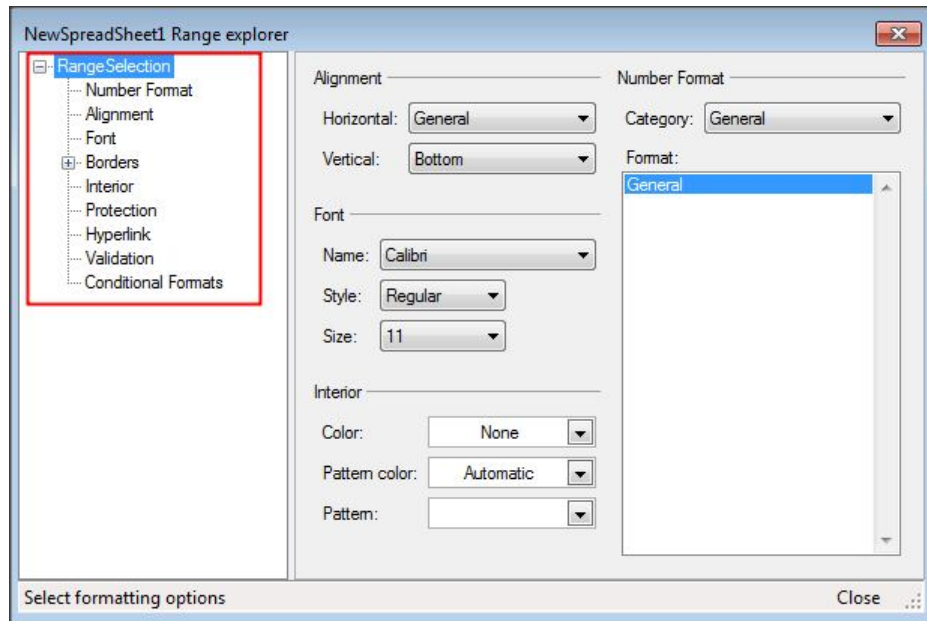 NewSpreadSheet1 Range explorer
RangeSelection
Number Format
Alignment
Font
Borders
Interior
Protection
Hyperlink
Validation
Conditional Formats
Alignment
Horizontal: General
Vertical: Bottom
Font
Name: Calibri
Style: Regular
Size: 11
Interior
Color: None
Pattern color: Automatic
Pattern:
Number Format
Category: General
Format:
General
Select formatting options
Close